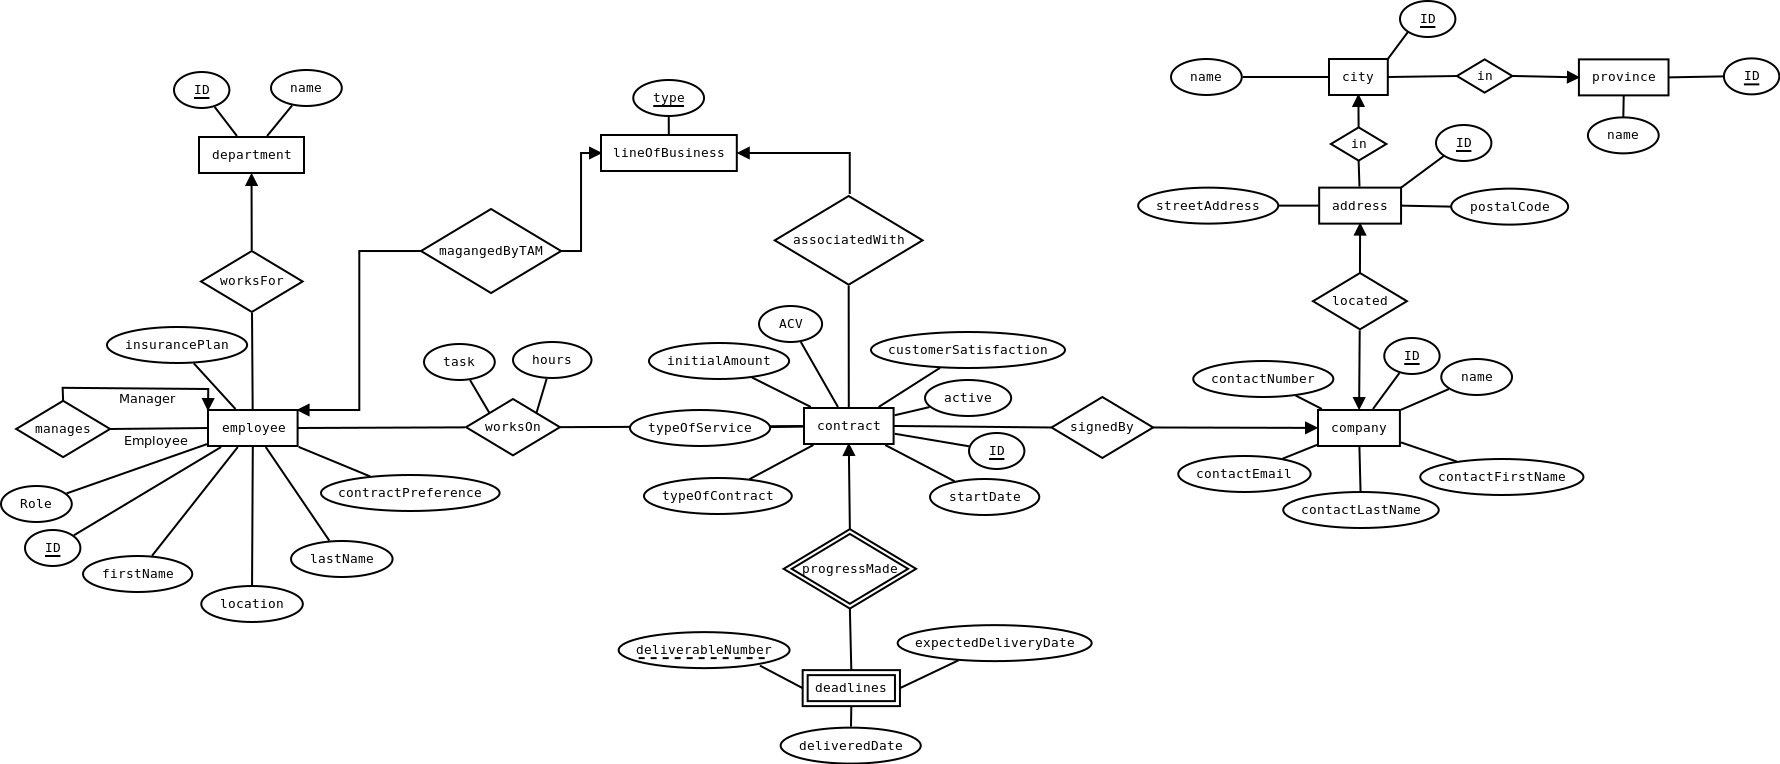 ID
name
city
in
province
ID
name
ID
name
type
department
lineOfBusiness
name
in
ID
streetAddress
address
postalCode
magangedByTAM
associatedWith
worksFor
located
insurancePlan
ACV
task
hours
initialAmount
customerSatisfaction
ID
contactNumber
name
Manager
active
manages
employee
worksOn
typeOfService
contract
signedBy
company
Employee
ID
contactEmail
contactFirstName
Role
contractPreference
typeOfContract
startDate
contactLastName
ID
firstName
lastName
location
progressMade
deliverableNumber
expectedDeliveryDate
deadlines
deliveredDate